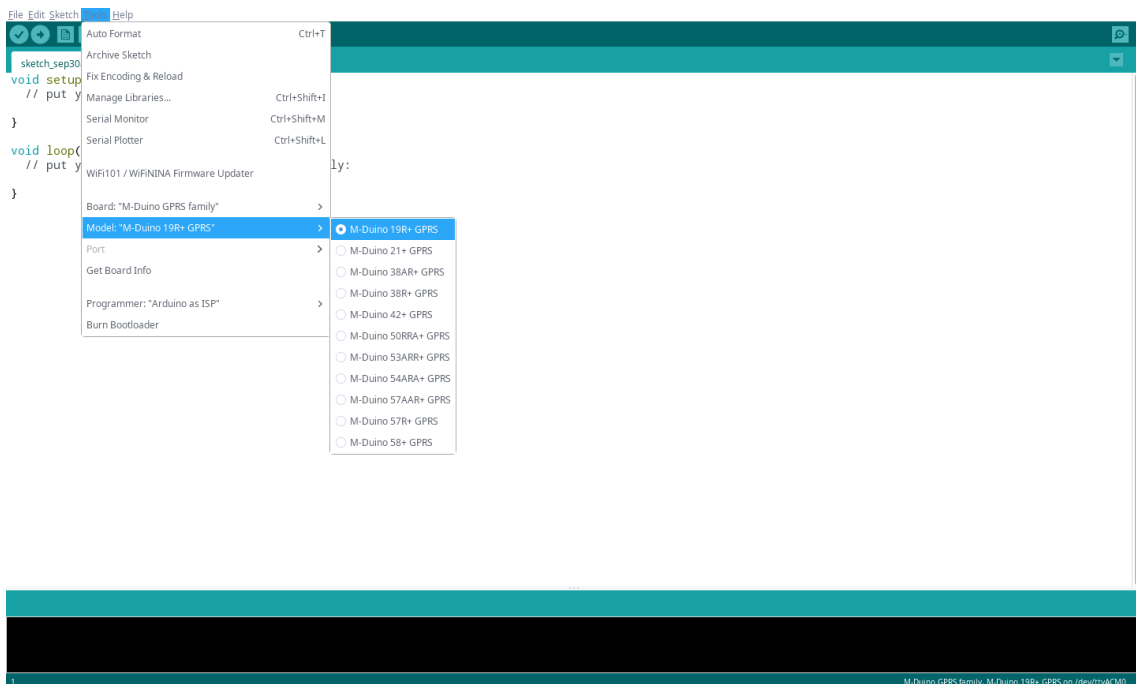 File Edit Sketch Tools Help
Auto Format Ctrl+T
Archive Sketch
Fix Encoding & Reload
Manage Libraries... Ctrl+Shift+I
Serial Monitor Ctrl+Shift+M
Serial Plotter Ctrl+Shift+L
WiFi101 / WiFiNINA Firmware Updater
Board: "M-Duino GPRS family"
Model: "M-Duino 19R+ GPRS"
Port
Get Board Info
Programmer: "Arduino as ISP"
Burn Bootloader
M-Duino 19R+ GPRS
M-Duino 21+ GPRS
M-Duino 38AR+ GPRS
M-Duino 38R+ GPRS
M-Duino 42+ GPRS
M-Duino 50RRA+ GPRS
M-Duino 53ARR+ GPRS
M-Duino 54ARA+ GPRS
M-Duino 57AAR+ GPRS
M-Duino 57R+ GPRS
M-Duino 58+ GPRS
sketch_sep30
void setup
// put y
}
void loop(
// put y ly:
}
1 M-Duino GPRS family, M-Duino 19R+ GPRS on /dev/ttyACM0